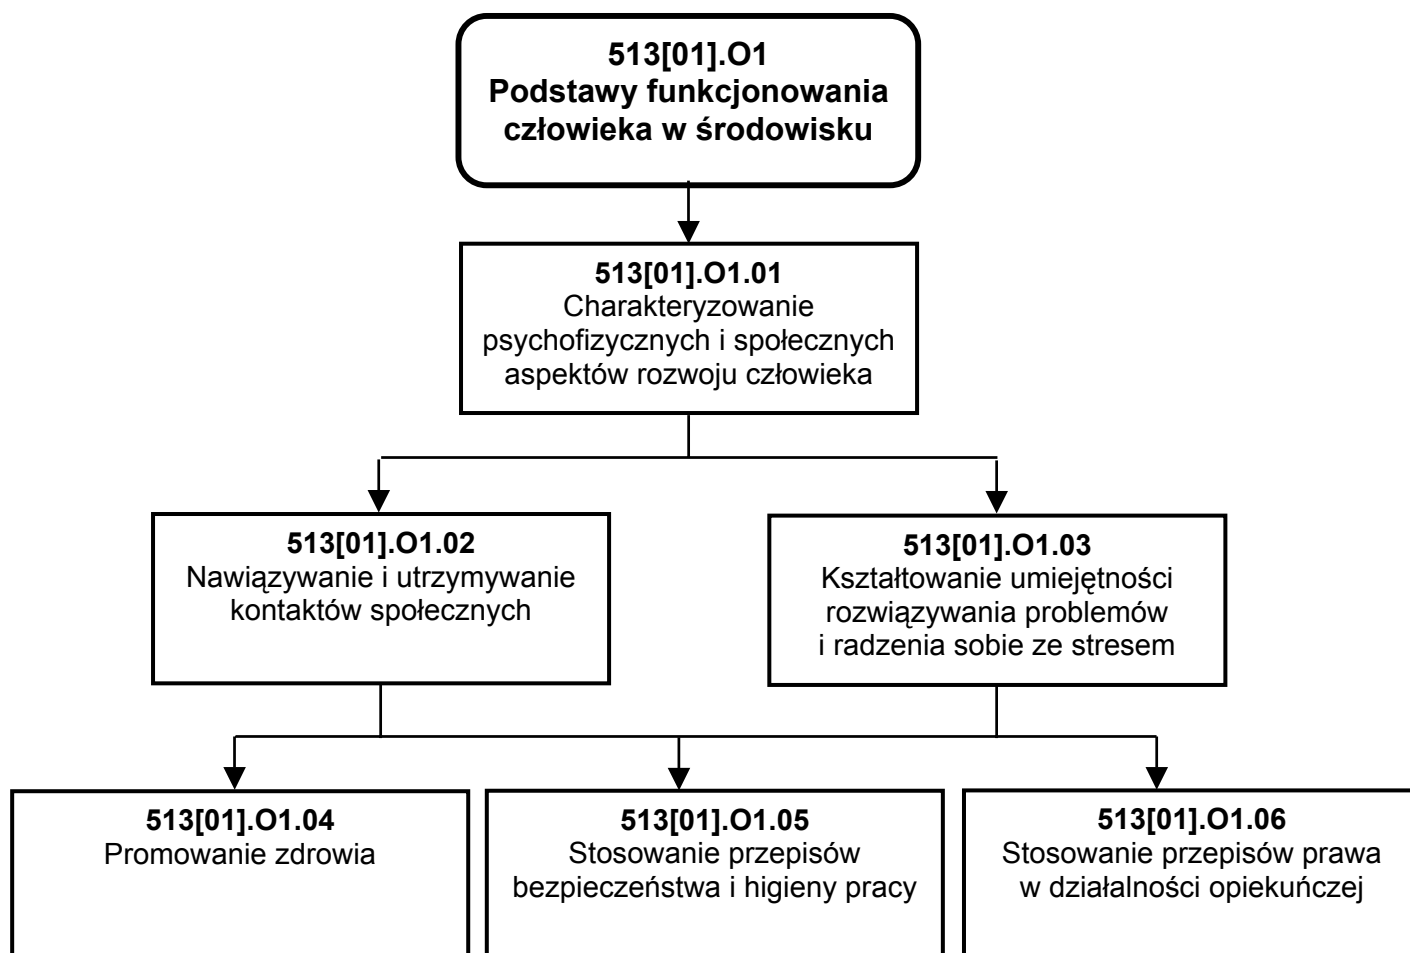 513[01].O1
Podstawy funkcjonowania
człowieka w środowisku
513[01].O1.01
Charakteryzowanie
psychofizycznych i społecznych
aspektów rozwoju człowieka
513[01].O1.02
Nawiązywanie i utrzymywanie
kontaktów społecznych
513[01].O1.03
Kształtowanie umiejętności
rozwiązywania problemów
i radzenia sobie ze stresem
513[01].O1.04
Promowanie zdrowia
513[01].O1.05
Stosowanie przepisów
bezpieczeństwa i higieny pracy
513[01].O1.06
Stosowanie przepisów prawa
w działalności opiekuńczej